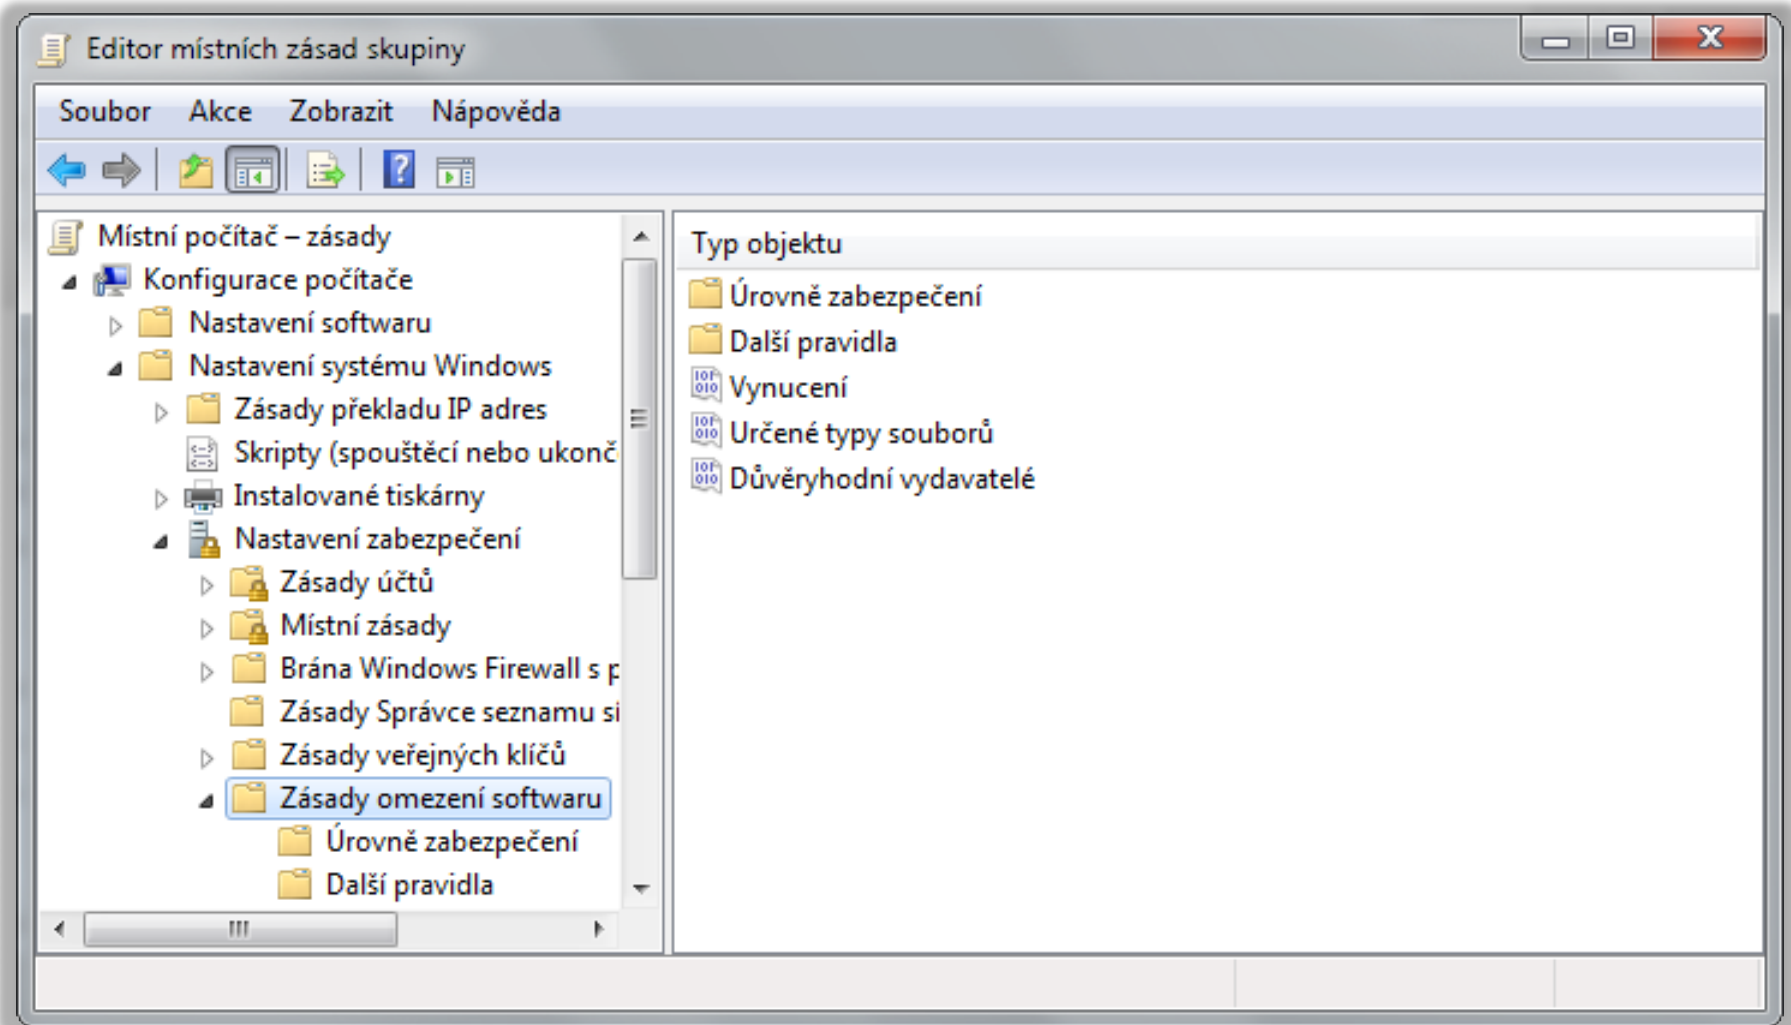 Editor místních zásad skupiny
Soubor Akce Zobrazit Nápověda
Místní počítač – zásady
Konfigurace počítače
Nastavení softwaru
Nastavení systému Windows
Zásady překladu IP adres
Skripty (spouštěcí nebo ukonč
Instalované tiskárny
Nastavení zabezpečení
Zásady účtů
Místní zásady
Brána Windows Firewall s p
Zásady Správce seznamu sí
Zásady veřejných klíčů
Zásady omezení softwaru
Úrovně zabezpečení
Další pravidla
Typ objektu
Úrovně zabezpečení
Další pravidla
Vynucení
Určené typy souborů
Důvěryhodní vydavatelé